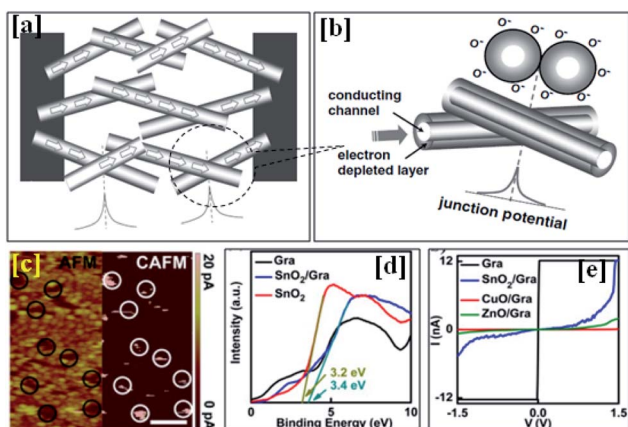 [a]
[b]
O⁻ O⁻ O⁻
O⁻ O⁻
O⁻ O⁻ O⁻
conducting
channel
electron
depleted layer
junction potential
[c]
AFM
CAFM
20 pA
0 pA
[d]
Gra
SnO₂/Gra
SnO₂
Intensity (a.u.)
3.2 eV
3.4 eV
0 5 10
Binding Energy (eV)
[e]
Gra
SnO₂/Gra
CuO/Gra
ZnO/Gra
I (nA)
12
0
-12
-1.5 0.0 1.5
V (V)